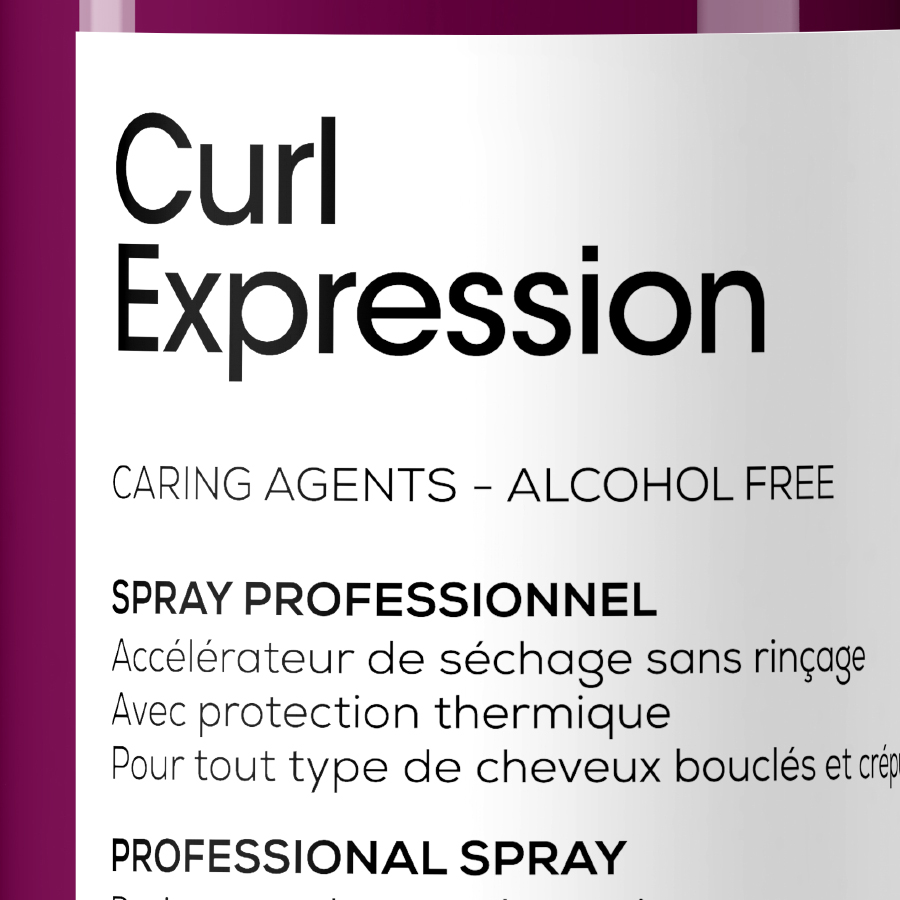 Curl
Expression
CARING AGENTS - ALCOHOL FREE
SPRAY PROFESSIONNEL
Accélérateur de séchage sans rinçage
Avec protection thermique
Pour tout type de cheveux bouclés et
PROFESSIONAL SPRAY